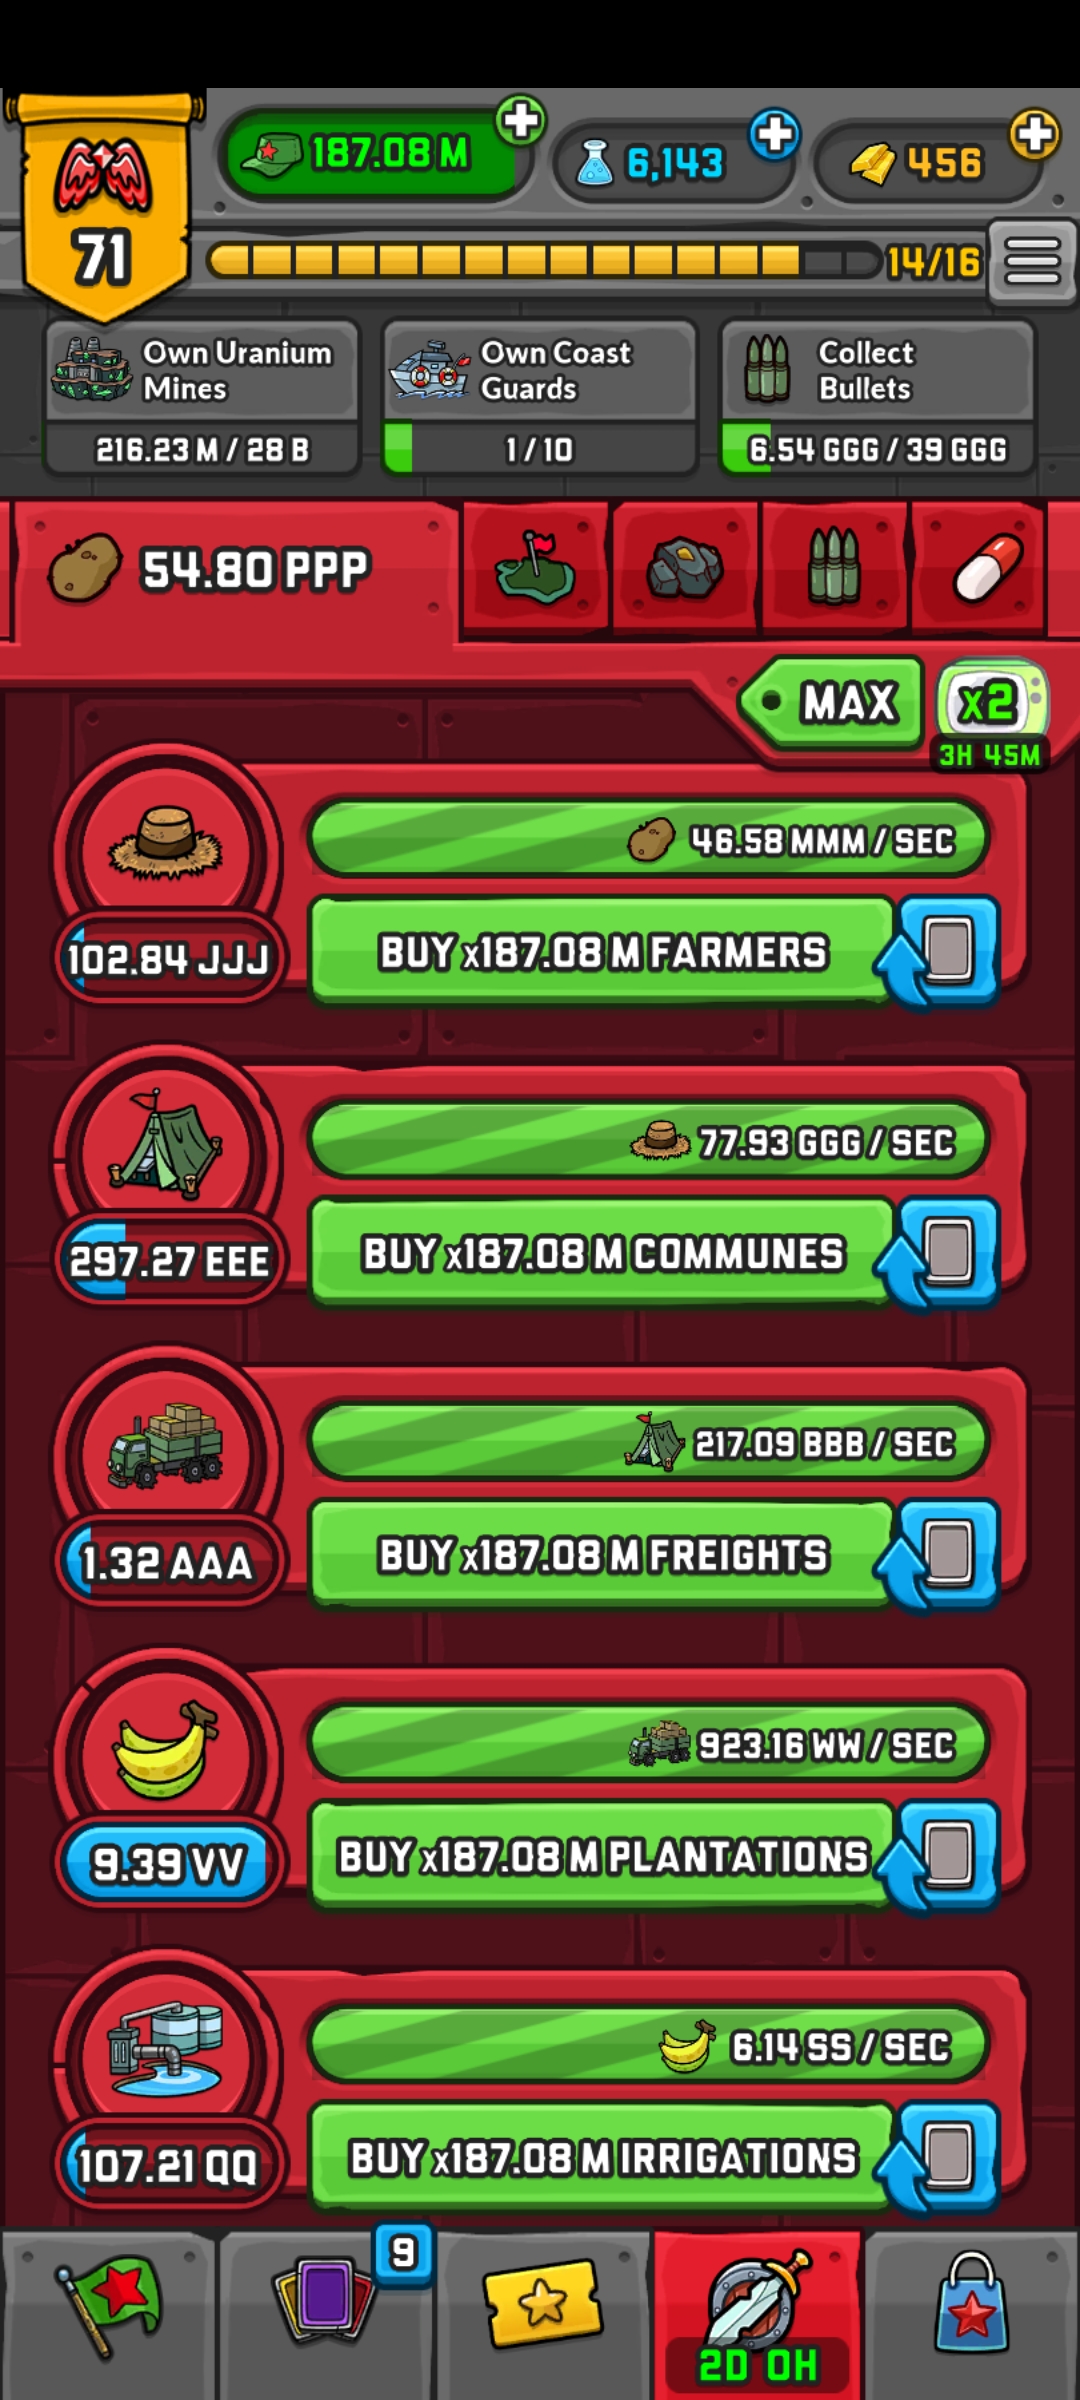 71
187.08 M
6,143
456
14/16
Own Uranium
Mines
216.23 M / 28 B
Own Coast
Guards
1 / 10
Collect
Bullets
6.54 GGG / 39 GGG
54.80 PPP
MAX
x2
3H 45M
46.58 MMM / SEC
102.84 JJJ
BUY x187.08 M FARMERS
77.93 GGG / SEC
297.27 EEE
BUY x187.08 M COMMUNES
217.09 BBB / SEC
1.32 AAA
BUY x187.08 M FREIGHTS
923.16 WW / SEC
9.39 VV
BUY x187.08 M PLANTATIONS
6.14 SS / SEC
107.21 QQ
BUY x187.08 M IRRIGATIONS
9
2D 0H